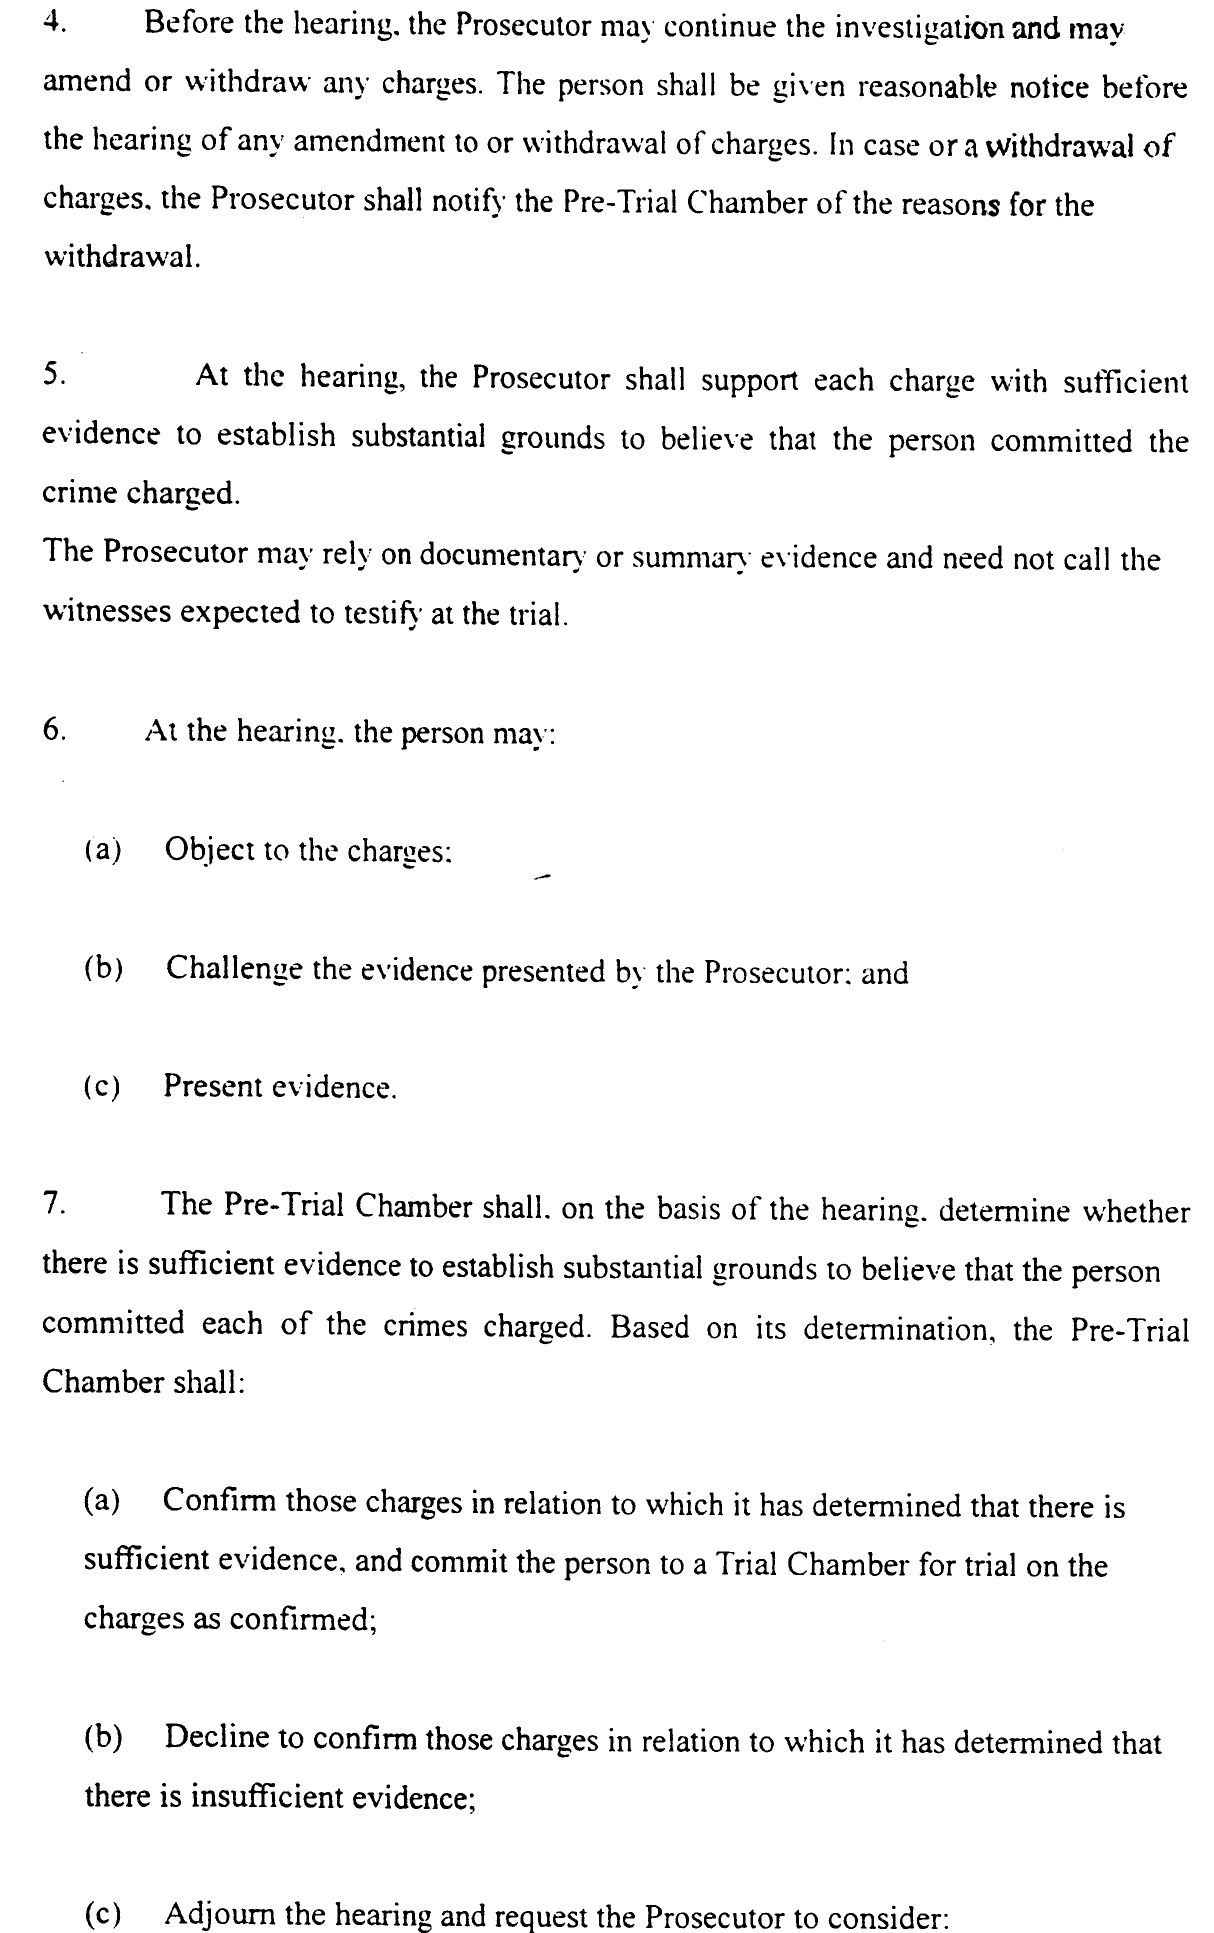 4. Before the hearing, the Prosecutor may continue the investigation and may
amend or withdraw any charges. The person shall be given reasonable notice before
the hearing of any amendment to or withdrawal of charges. In case or a withdrawal of
charges, the Prosecutor shall notify the Pre-Trial Chamber of the reasons for the
withdrawal.
5. At the hearing, the Prosecutor shall support each charge with sufficient
evidence to establish substantial grounds to believe that the person committed the
crime charged.
The Prosecutor may rely on documentary or summary evidence and need not call the
witnesses expected to testify at the trial.
6. At the hearing, the person may:
(a) Object to the charges;
(b) Challenge the evidence presented by the Prosecutor; and
(c) Present evidence.
7. The Pre-Trial Chamber shall, on the basis of the hearing, determine whether
there is sufficient evidence to establish substantial grounds to believe that the person
committed each of the crimes charged. Based on its determination, the Pre-Trial
Chamber shall:
(a) Confirm those charges in relation to which it has determined that there is
sufficient evidence, and commit the person to a Trial Chamber for trial on the
charges as confirmed;
(b) Decline to confirm those charges in relation to which it has determined that
there is insufficient evidence;
(c) Adjourn the hearing and request the Prosecutor to consider: